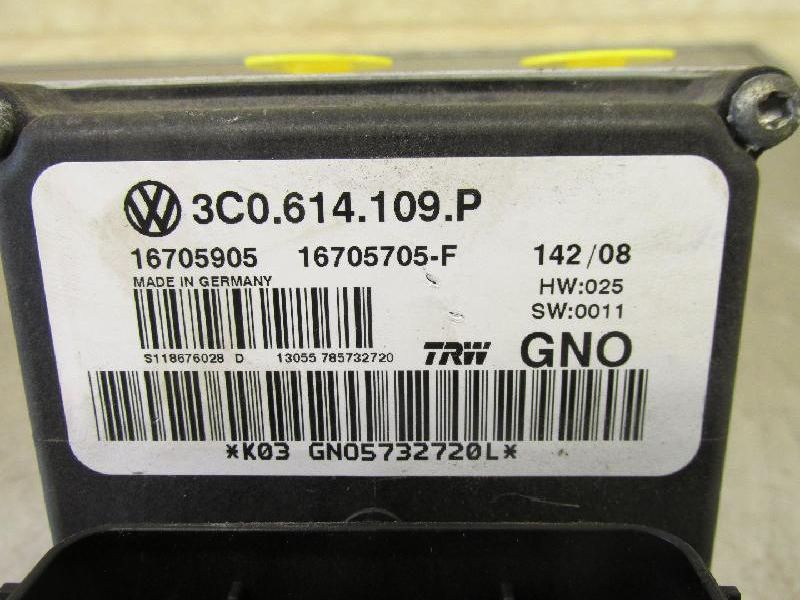 3C0.614.109.P
16705905 16705705-F 142/08
MADE IN GERMANY HW:025
SW:0011
S118676028 D 13055 785732720 TRW GNO
*K03 GNO5732720L*